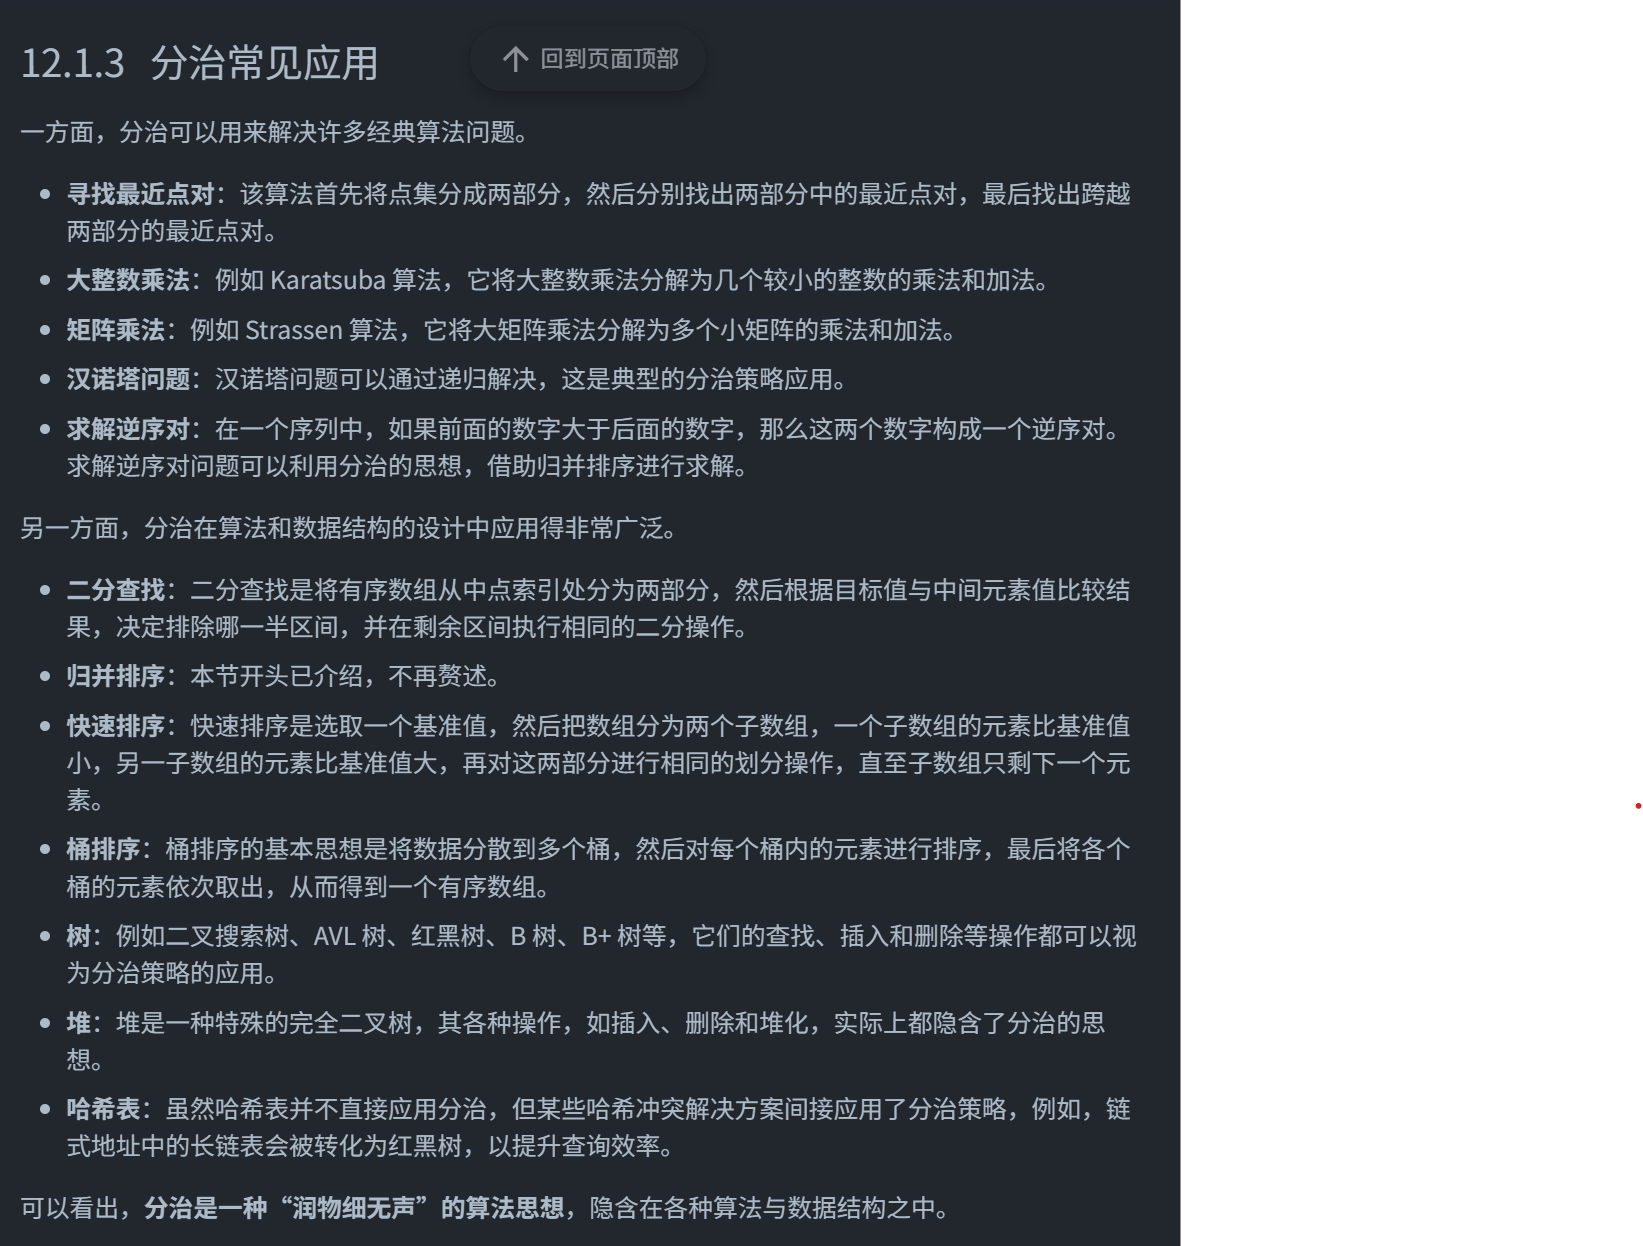 12.1.3 分治常见应用
回到页面顶部
一方面，分治可以用来解决许多经典算法问题。
寻找最近点对：该算法首先将点集分成两部分，然后分别找出两部分中的最近点对，最后找出跨越
两部分的最近点对。
大整数乘法：例如 Karatsuba 算法，它将大整数乘法分解为几个较小的整数的乘法和加法。
矩阵乘法：例如 Strassen 算法，它将大矩阵乘法分解为多个小矩阵的乘法和加法。
汉诺塔问题：汉诺塔问题可以通过递归解决，这是典型的分治策略应用。
求解逆序对：在一个序列中，如果前面的数字大于后面的数字，那么这两个数字构成一个逆序对。
求解逆序对问题可以利用分治的思想，借助归并排序进行求解。
另一方面，分治在算法和数据结构的设计中应用得非常广泛。
二分查找：二分查找是将有序数组从中点索引处分为两部分，然后根据目标值与中间元素值比较结
果，决定排除哪一半区间，并在剩余区间执行相同的二分操作。
归并排序：本节开头已介绍，不再赘述。
快速排序：快速排序是选取一个基准值，然后把数组分为两个子数组，一个子数组的元素比基准值
小，另一子数组的元素比基准值大，再对这两部分进行相同的划分操作，直至子数组只剩下一个元
素。
桶排序：桶排序的基本思想是将数据分散到多个桶，然后对每个桶内的元素进行排序，最后将各个
桶的元素依次取出，从而得到一个有序数组。
树：例如二叉搜索树、AVL 树、红黑树、B 树、B+ 树等，它们的查找、插入和删除等操作都可以视
为分治策略的应用。
堆：堆是一种特殊的完全二叉树，其各种操作，如插入、删除和堆化，实际上都隐含了分治的思
想。
哈希表：虽然哈希表并不直接应用分治，但某些哈希冲突解决方案间接应用了分治策略，例如，链
式地址中的长链表会被转化为红黑树，以提升查询效率。
可以看出，分治是一种“润物细无声”的算法思想，隐含在各种算法与数据结构之中。